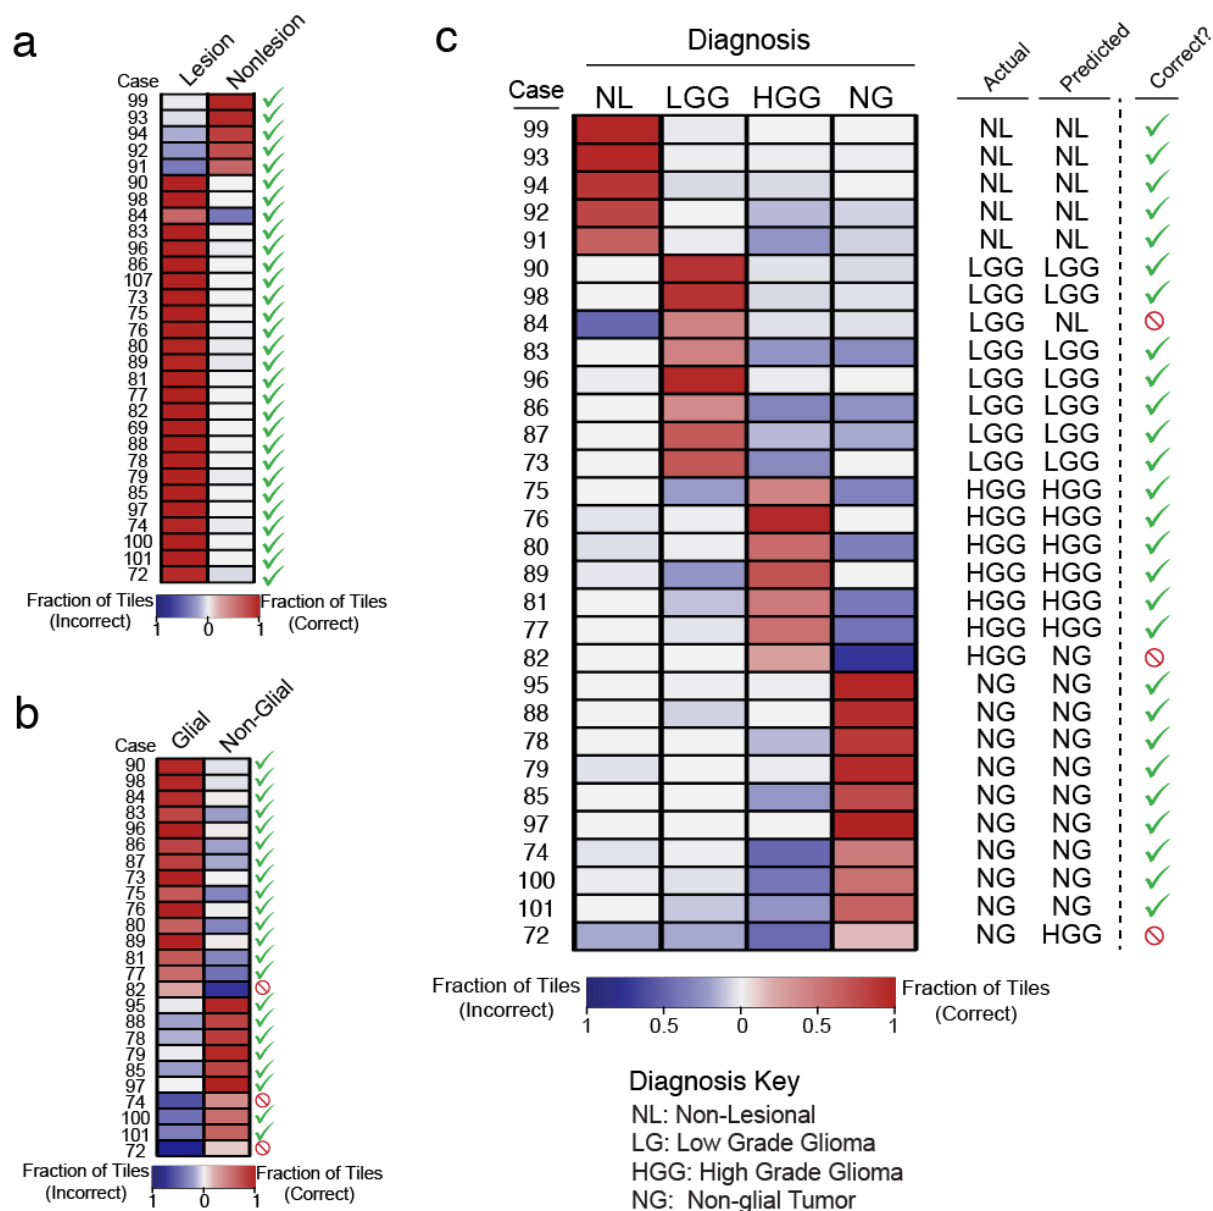 a
Lesion
Nonlesion
Case
99
93
94
92
91
90
98
84
83
96
86
107
73
75
76
80
89
81
77
82
69
88
78
79
85
97
74
100
101
72
Fraction of Tiles
(Incorrect)
1 0 1
Fraction of Tiles
(Correct)
b
Glial
Non-Glial
Case
90
98
84
83
96
86
87
73
75
76
80
89
81
77
82
95
88
78
79
85
97
74
100
101
72
Fraction of Tiles
(Incorrect)
1 0 1
Fraction of Tiles
(Correct)
c
Diagnosis
Actual
Predicted
Correct?
Case NL LGG HGG NG
99 NL NL
93 NL NL
94 NL NL
92 NL NL
91 NL NL
90 LGG LGG
98 LGG LGG
84 LGG NL
83 LGG LGG
96 LGG LGG
86 LGG LGG
87 LGG LGG
73 LGG LGG
75 HGG HGG
76 HGG HGG
80 HGG HGG
89 HGG HGG
81 HGG HGG
77 HGG HGG
82 HGG NG
95 NG NG
88 NG NG
78 NG NG
79 NG NG
85 NG NG
97 NG NG
74 NG NG
100 NG NG
101 NG NG
72 NG HGG
Fraction of Tiles
(Incorrect)
1 0.5 0 0.5 1
Fraction of Tiles
(Correct)
Diagnosis Key
NL: Non-Lesional
LG: Low Grade Glioma
HGG: High Grade Glioma
NG: Non-glial Tumor